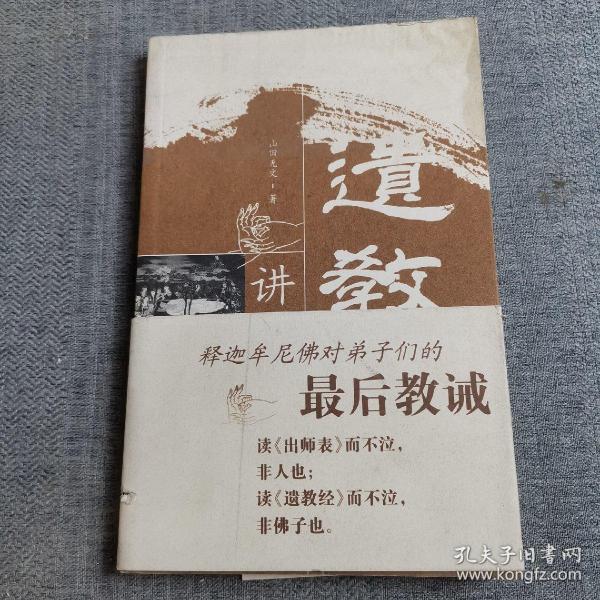 遺教
山田无文 著
讲
释迦牟尼佛对弟子们的
最后教诫
读《出师表》而不泣，
非人也；
读《遗教经》而不泣，
非佛子也。
孔夫子旧书网
www.kongfz.com